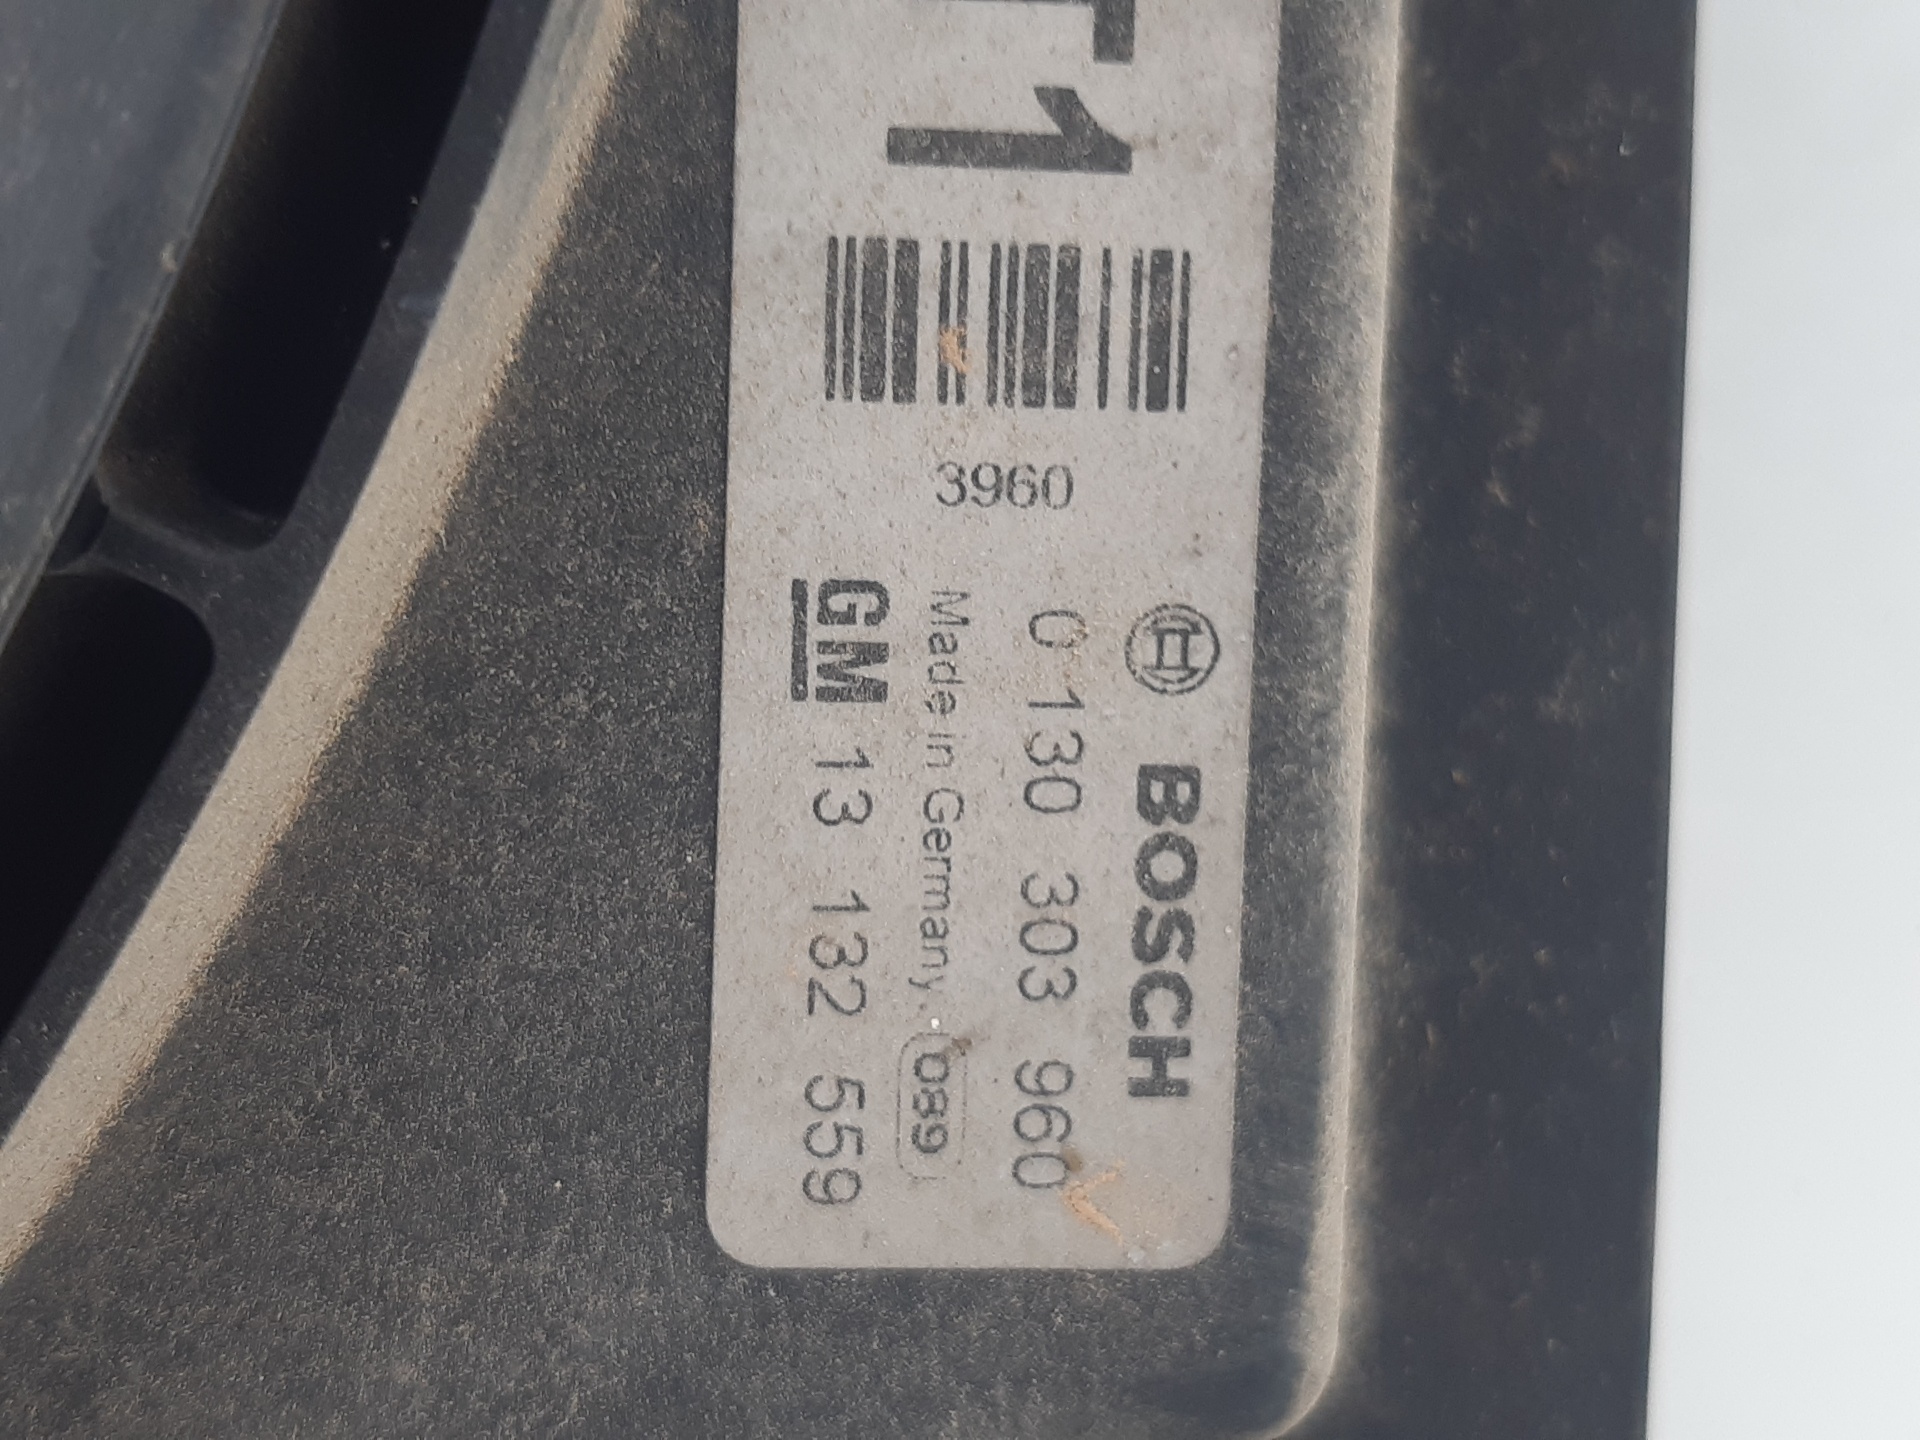 T1
3960
BOSCH
0 130 303 960
Made in Germany. 089
GM 13 132 559